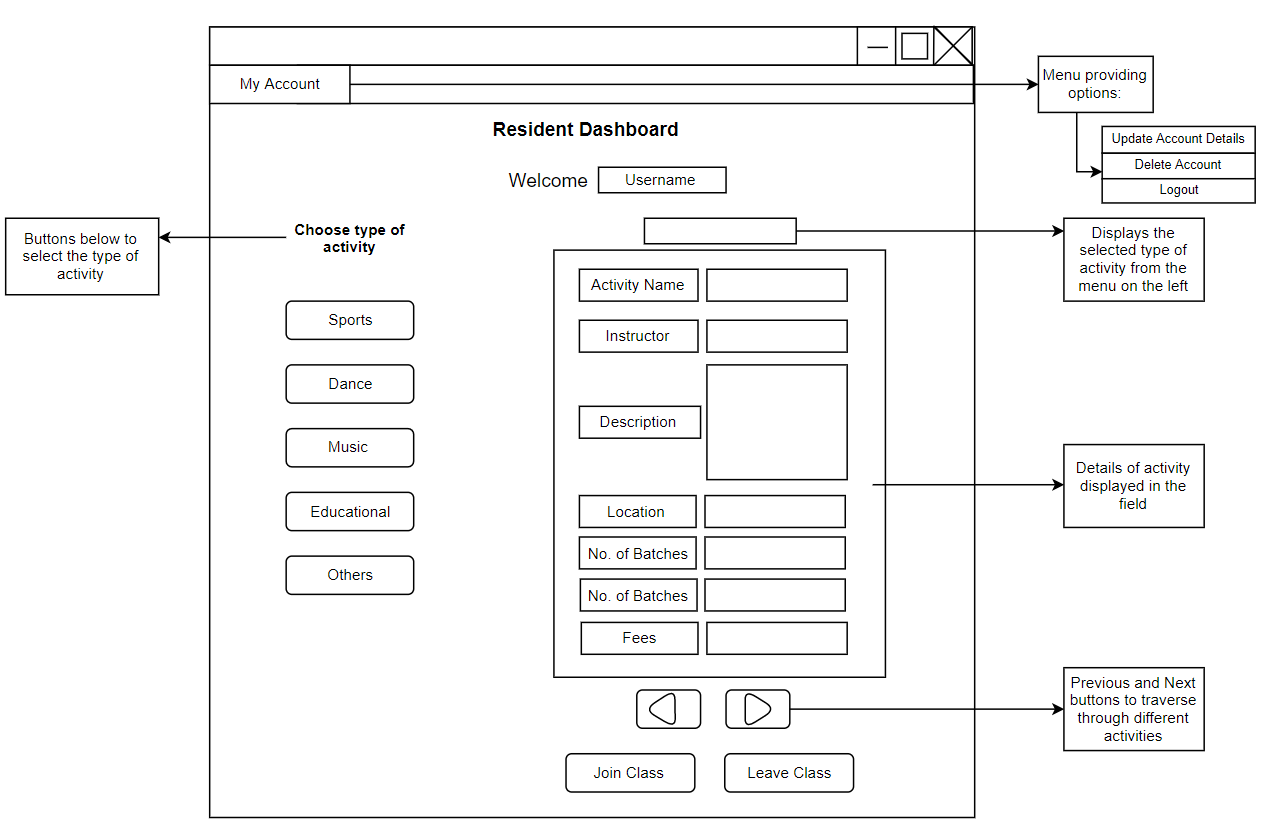 My Account
Menu providing
options:
Update Account Details
Delete Account
Logout
Resident Dashboard
Welcome
Username
Buttons below to
select the type of
activity
Choose type of
activity
Displays the
selected type of
activity from the
menu on the left
Sports
Dance
Music
Educational
Others
Activity Name
Instructor
Description
Location
No. of Batches
No. of Batches
Fees
Details of activity
displayed in the
field
Previous and Next
buttons to traverse
through different
activities
Join Class
Leave Class